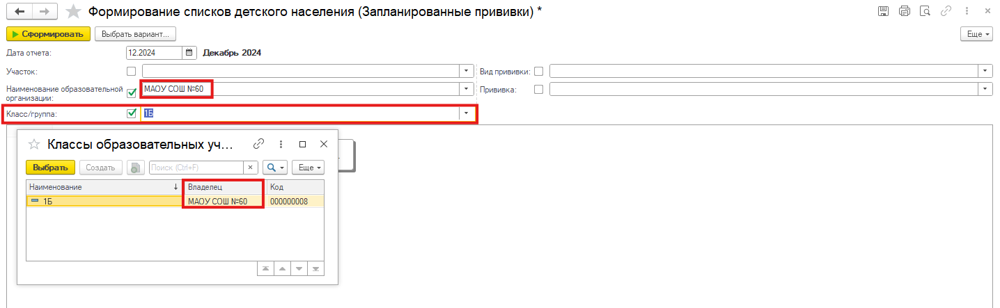 Формирование списков детского населения (Запланированные прививки) *
Сформировать Выбрать вариант... Еще
Дата отчета: 12.2024 Декабрь 2024
Участок: Вид прививки:
Наименование образовательной организации: МАОУ СОШ №60 Прививка:
Класс/группа: 1Б
Классы образовательных уч...
Выбрать Создать Поиск (Ctrl+F) × Еще
Наименование ↓ Владелец Код
1Б МАОУ СОШ №60 000000008